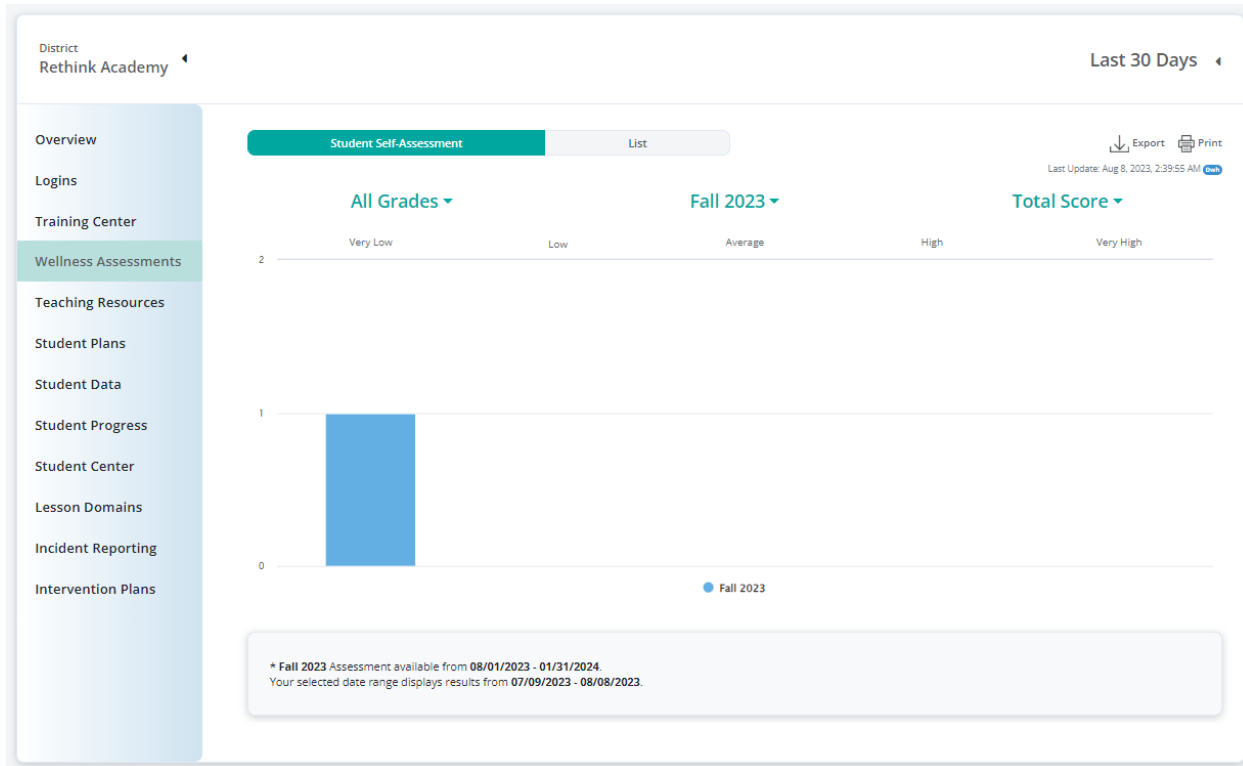 District
Rethink Academy
Last 30 Days
Overview
Logins
Training Center
Wellness Assessments
Teaching Resources
Student Plans
Student Data
Student Progress
Student Center
Lesson Domains
Incident Reporting
Intervention Plans
Student Self-Assessment List
Export Print
Last Update: Aug 8, 2023, 2:39:55 AM Dwh
All Grades Fall 2023 Total Score
Very Low Low Average High Very High
2
1
0
Fall 2023
* Fall 2023 Assessment available from 08/01/2023 - 01/31/2024.
Your selected date range displays results from 07/09/2023 - 08/08/2023.